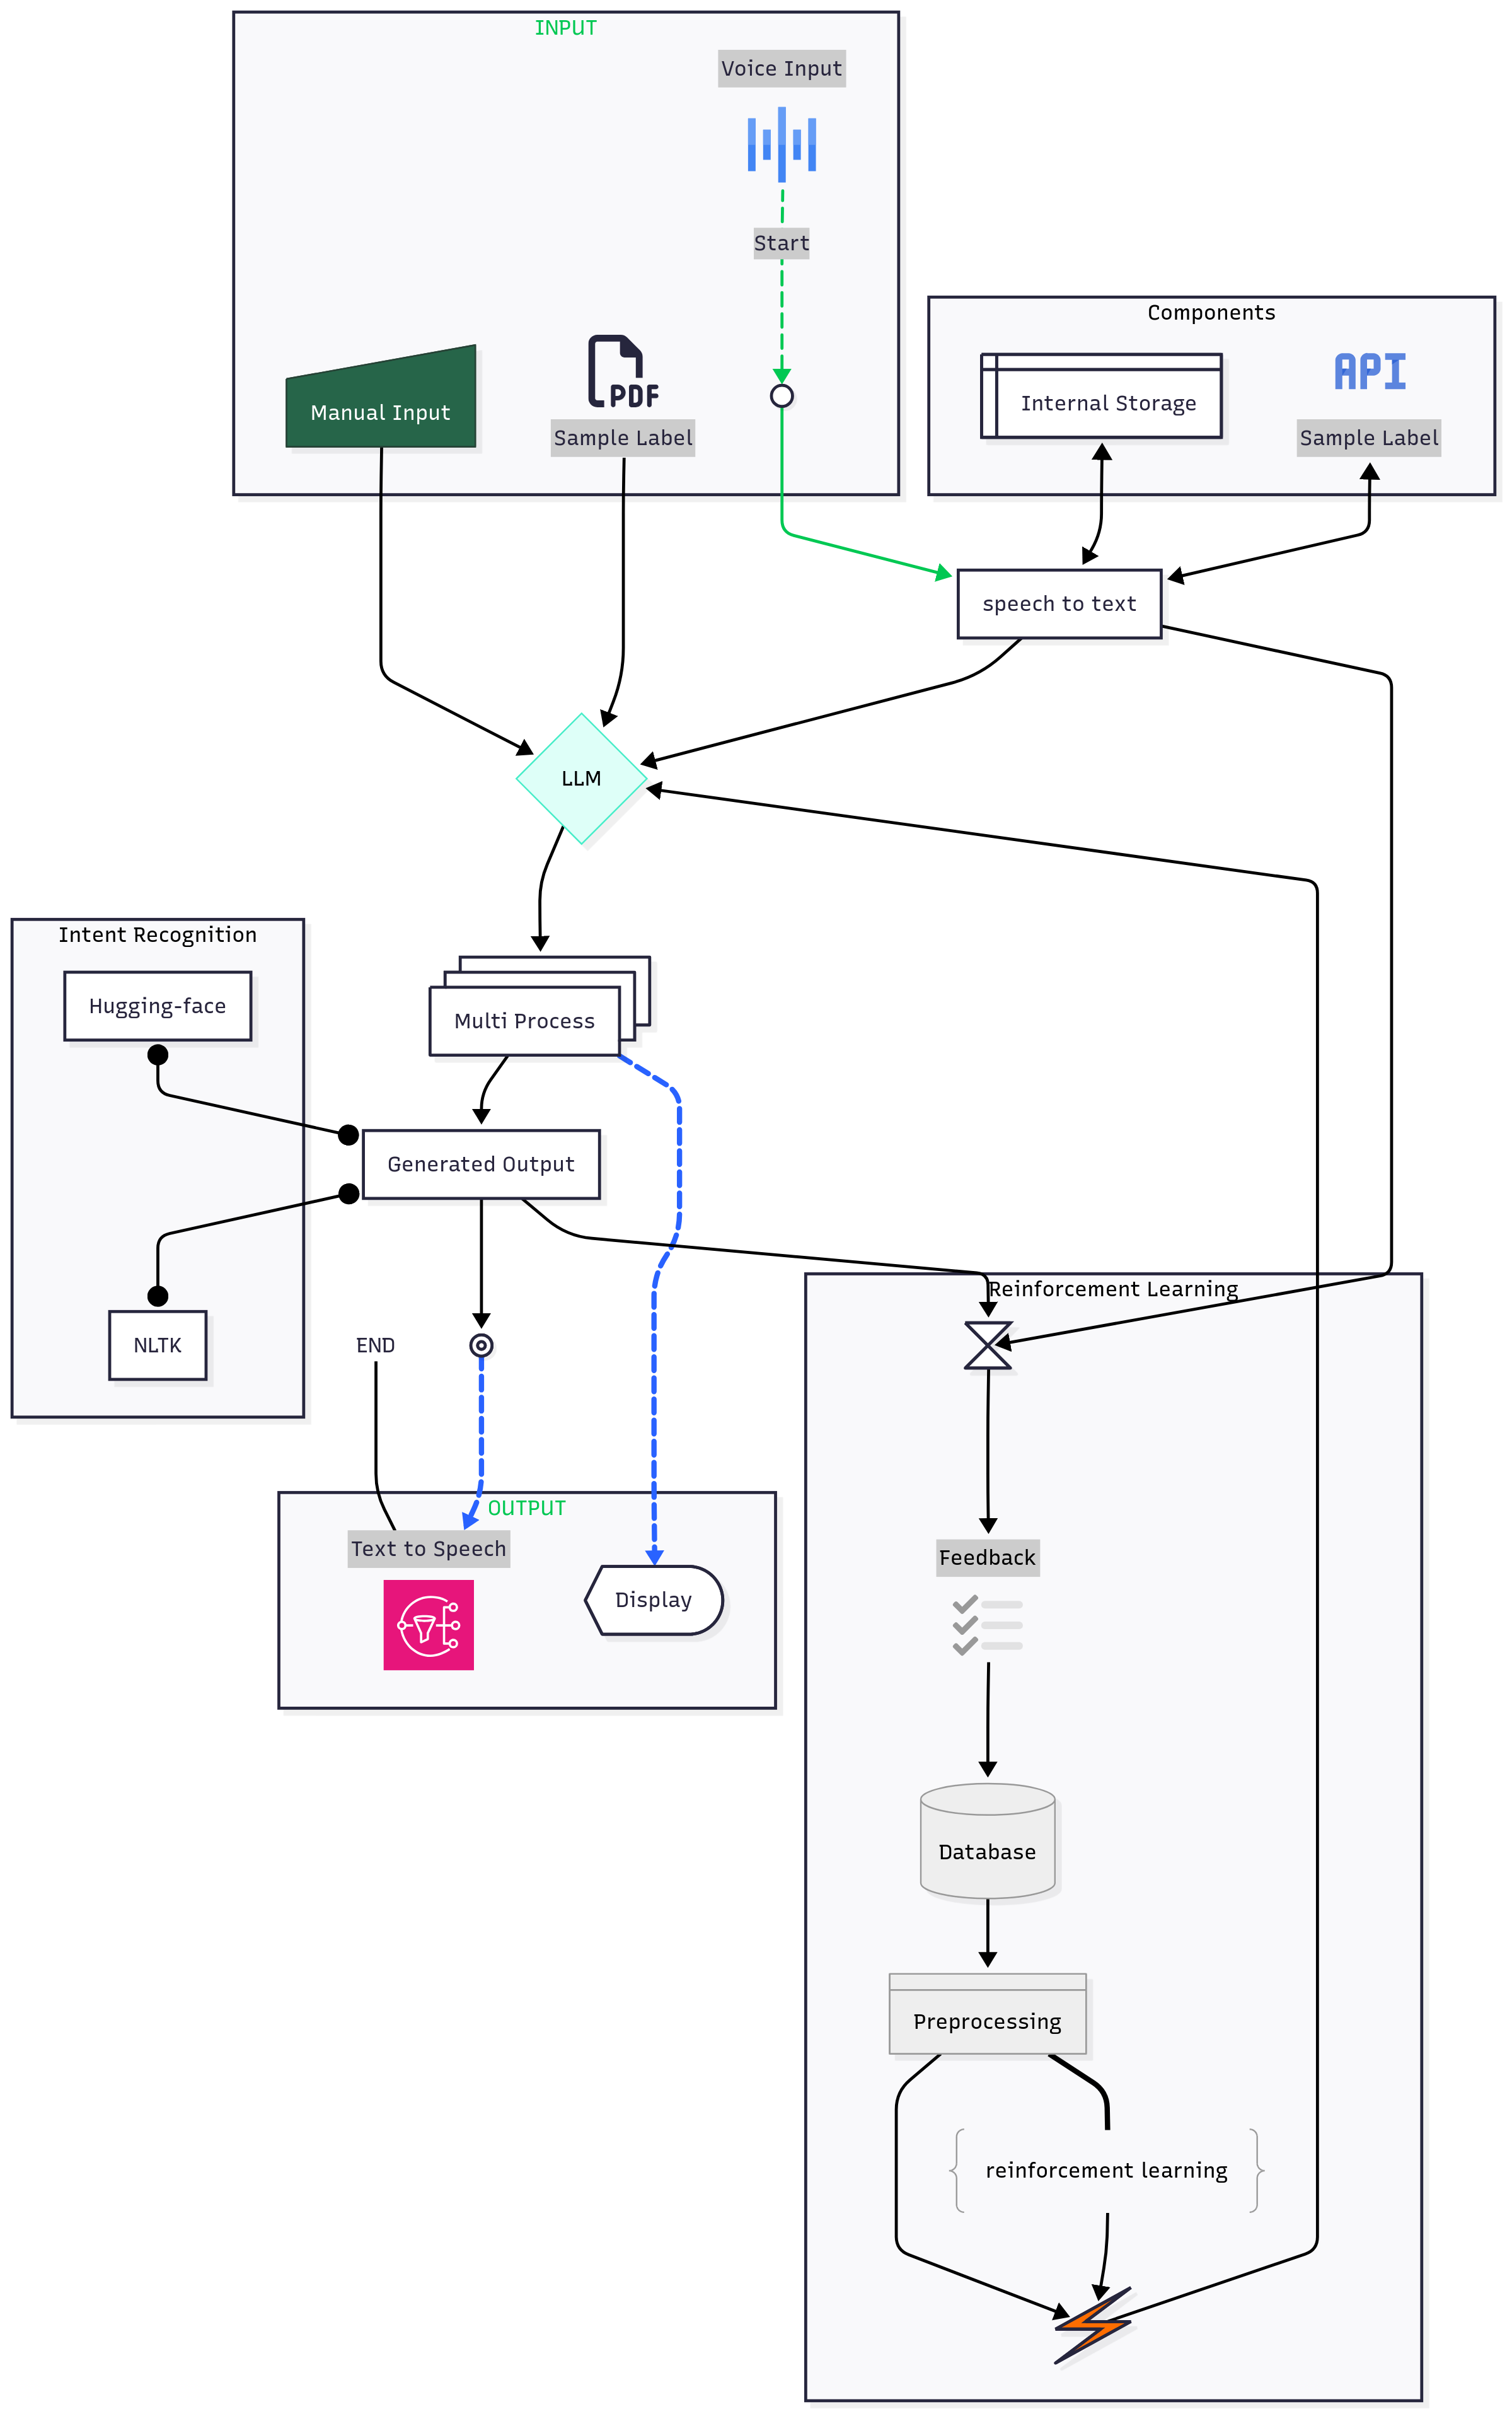 INPUT
Voice Input
Start
Manual Input
PDF
Sample Label
Components
Internal Storage
API
Sample Label
speech to text
LLM
Intent Recognition
Hugging-face
Multi Process
Generated Output
NLTK
END
Reinforcement Learning
OUTPUT
Text to Speech
Display
Feedback
Database
Preprocessing
reinforcement learning